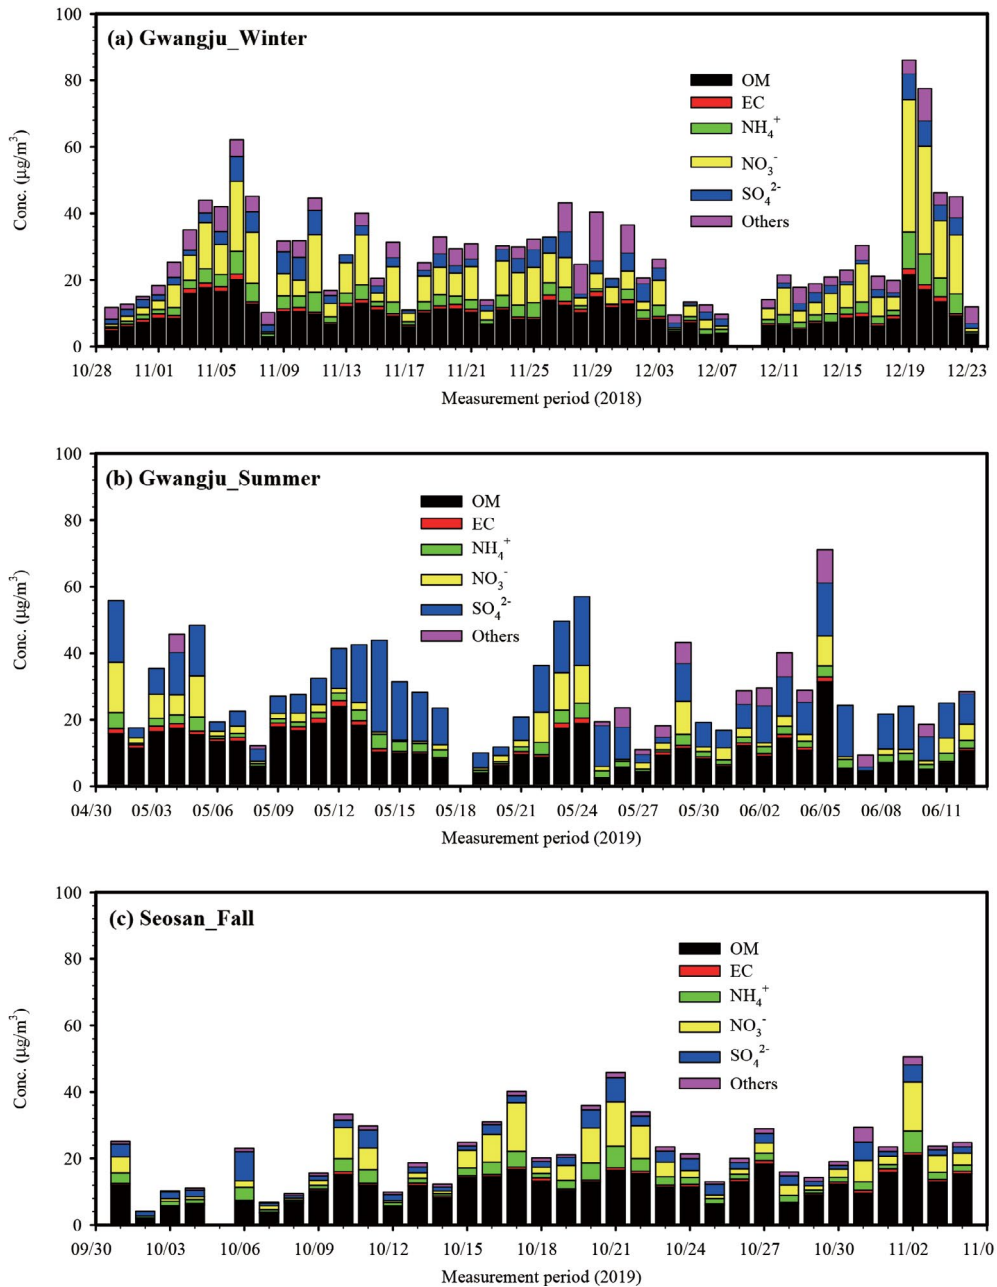 100
(a) Gwangju_Winter
80
OM
EC
60
NH₄⁺
Conc. (μg/m³)
NO₃⁻
40
SO₄²⁻
Others
20
0
10/28 11/01 11/05 11/09 11/13 11/17 11/21 11/25 11/29 12/03 12/07 12/11 12/15 12/19 12/23
Measurement period (2018)
100
(b) Gwangju_Summer
OM
80
EC
NH₄⁺
60
NO₃⁻
Conc. (μg/m³)
SO₄²⁻
Others
40
20
0
04/30 05/03 05/06 05/09 05/12 05/15 05/18 05/21 05/24 05/27 05/30 06/02 06/05 06/08 06/11
Measurement period (2019)
100
(c) Seosan_Fall
OM
80
EC
NH₄⁺
60
NO₃⁻
Conc. (μg/m³)
SO₄²⁻
Others
40
20
0
09/30 10/03 10/06 10/09 10/12 10/15 10/18 10/21 10/24 10/27 10/30 11/02 11/0
Measurement period (2019)